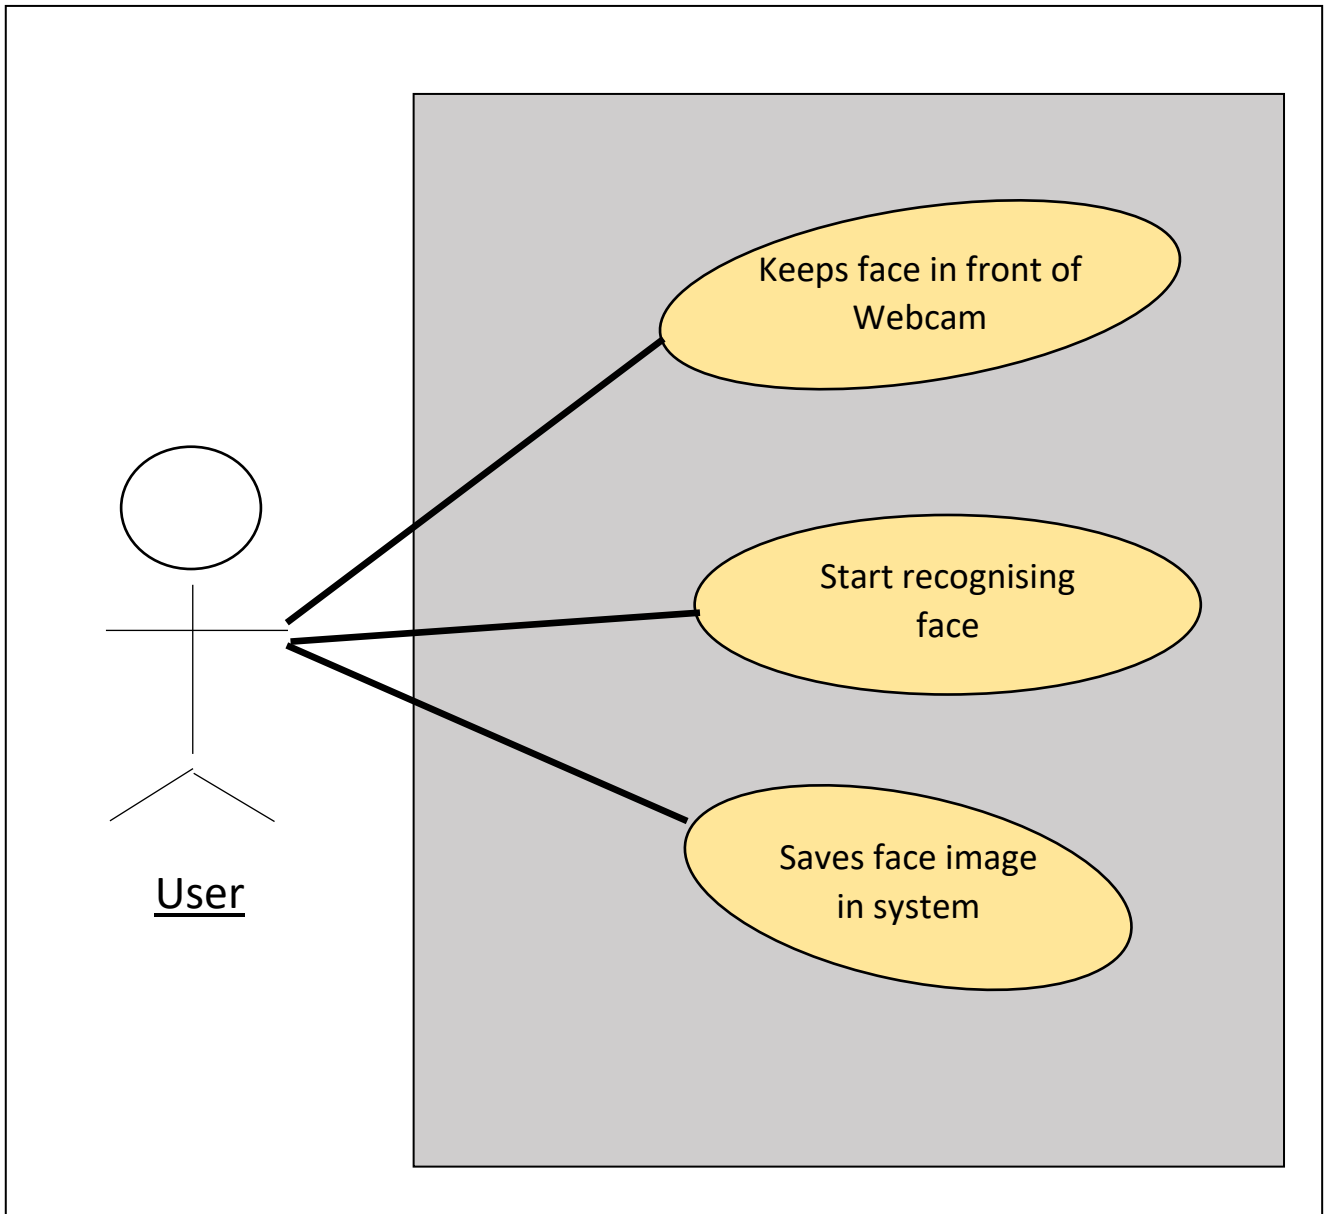 Keeps face in front of
Webcam
Start recognising
face
Saves face image
in system
User